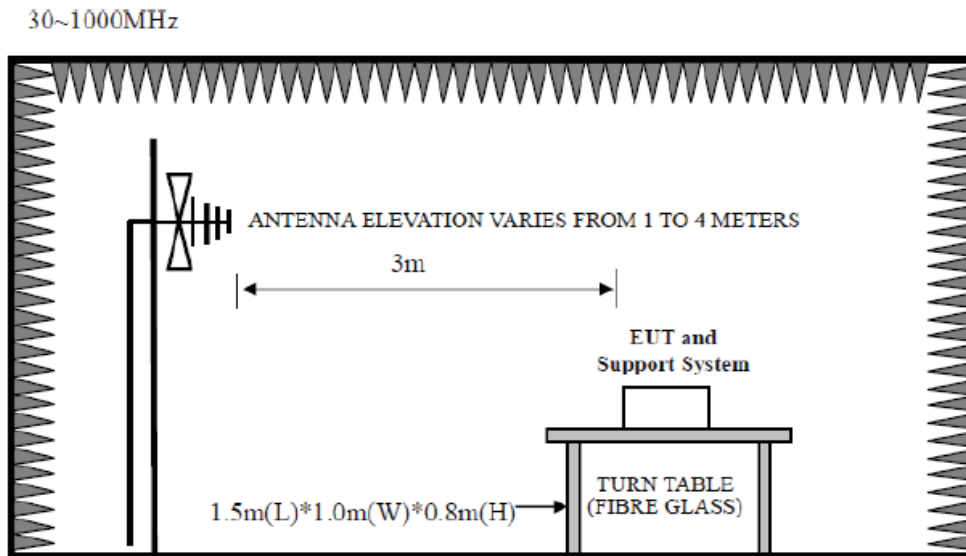 30~1000MHz
ANTENNA ELEVATION VARIES FROM 1 TO 4 METERS
3m
EUT and
Support System
TURN TABLE
(FIBRE GLASS)
1.5m(L)*1.0m(W)*0.8m(H)